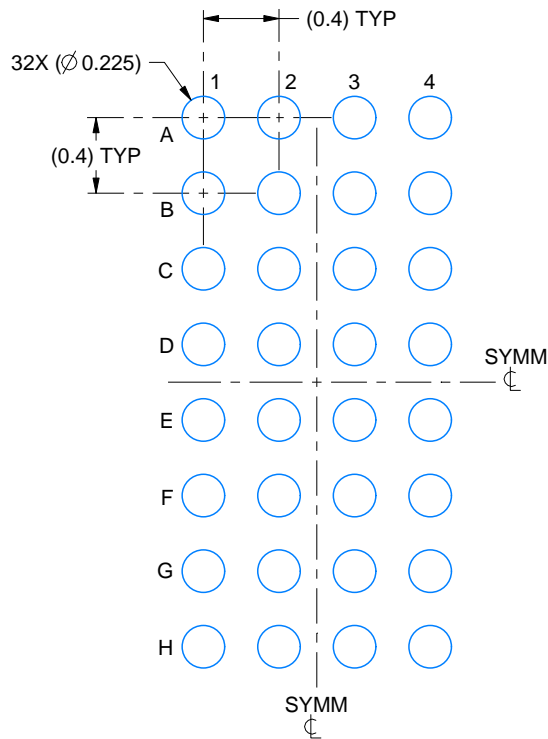 (0.4) TYP
32X (∅ 0.225)
1 2 3 4
A
(0.4) TYP
B
C
D
SYMM
℄
E
F
G
H
SYMM
℄